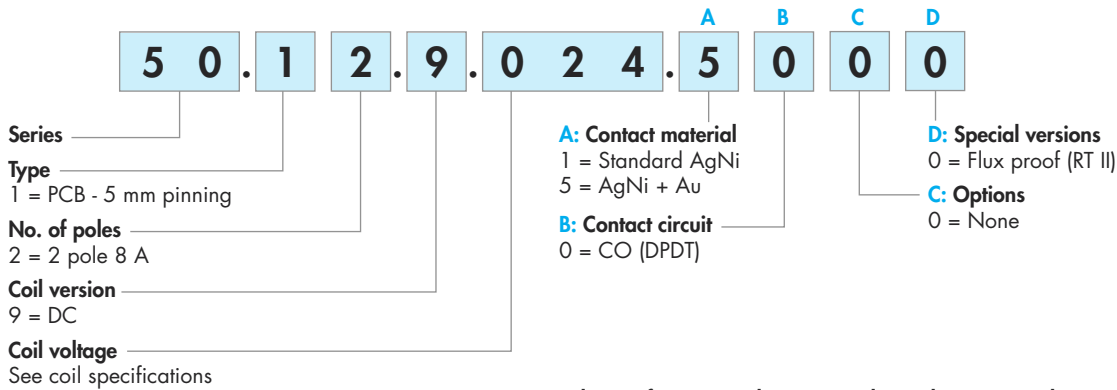 A B C D
5 0 . 1 2 . 9 . 0 2 4 . 5 0 0 0
Series
Type
1 = PCB - 5 mm pinning
No. of poles
2 = 2 pole 8 A
Coil version
9 = DC
Coil voltage
See coil specifications
A: Contact material
1 = Standard AgNi
5 = AgNi + Au
B: Contact circuit
0 = CO (DPDT)
D: Special versions
0 = Flux proof (RT II)
C: Options
0 = None